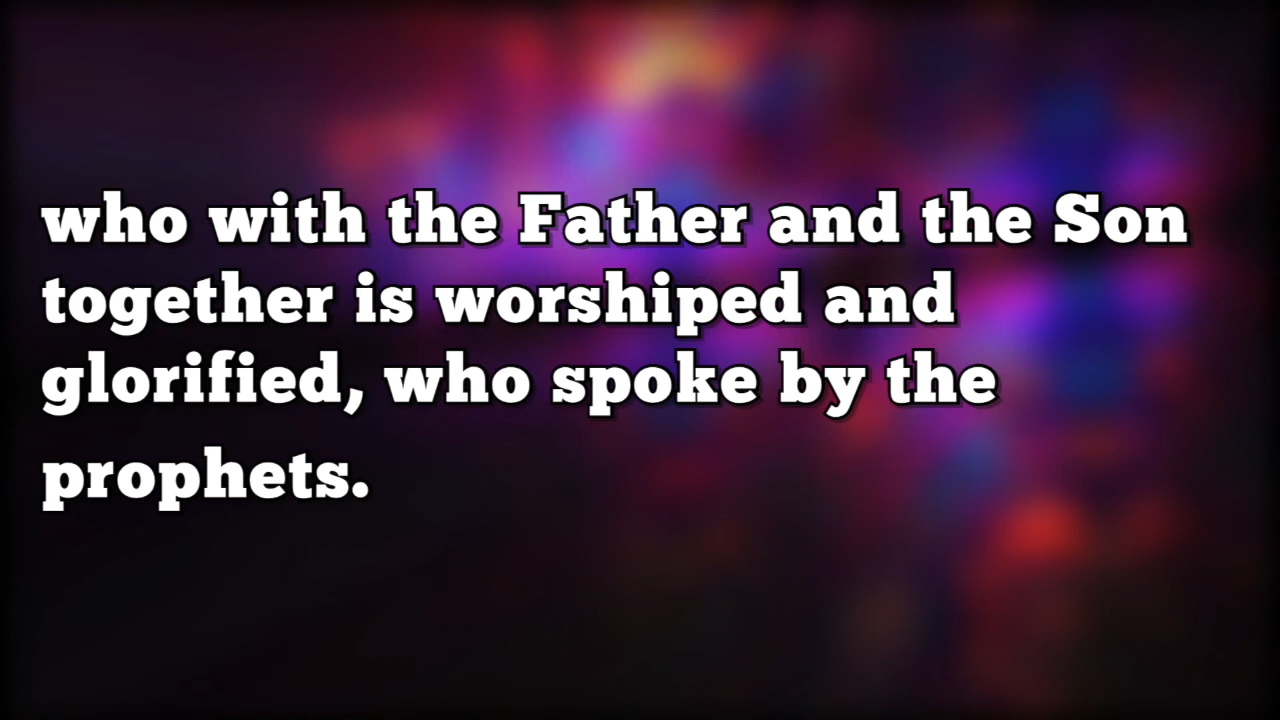 who with the Father and the Son
together is worshiped and
glorified, who spoke by the
prophets.